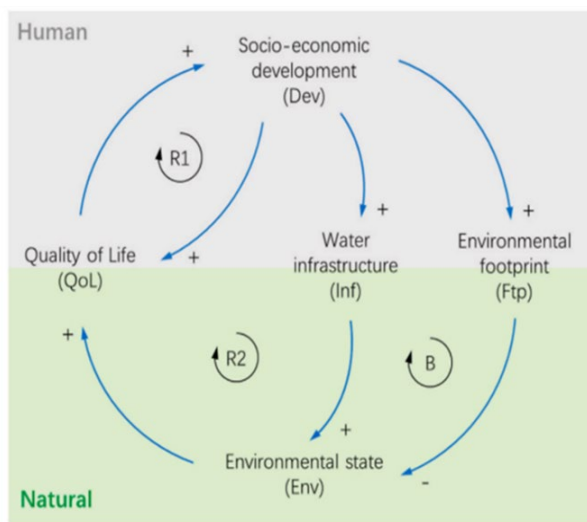 Human
+
Socio-economic
development
(Dev)
R1
+
+
+
Quality of Life
(QoL)
Water
infrastructure
(Inf)
Environmental
footprint
(Ftp)
+
R2
B
+
Environmental state
(Env)
-
Natural